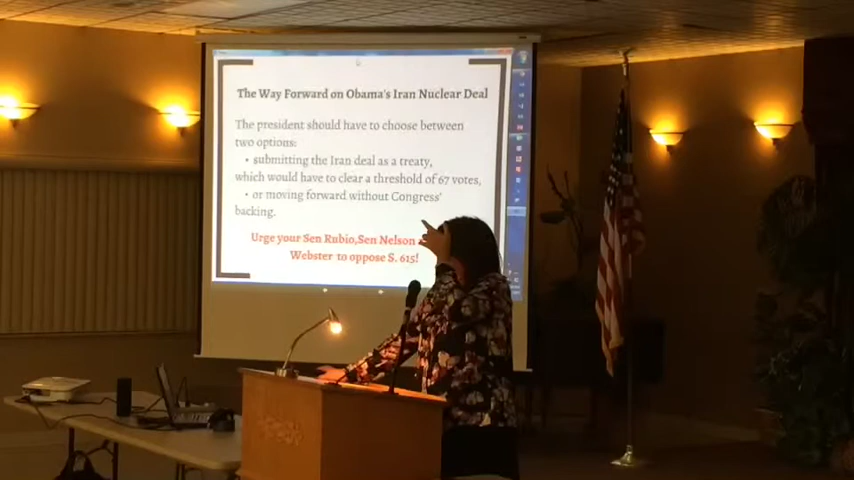 The Way Forward on Obama's Iran Nuclear Deal
The President should have to choose between
two options:
• submitting the Iran deal as a treaty,
which would have to clear a threshold of 67 votes,
• or moving forward without Congress'
backing.
Urge your Sen Rubio,Sen Nelson
Webster to oppose S. 615!